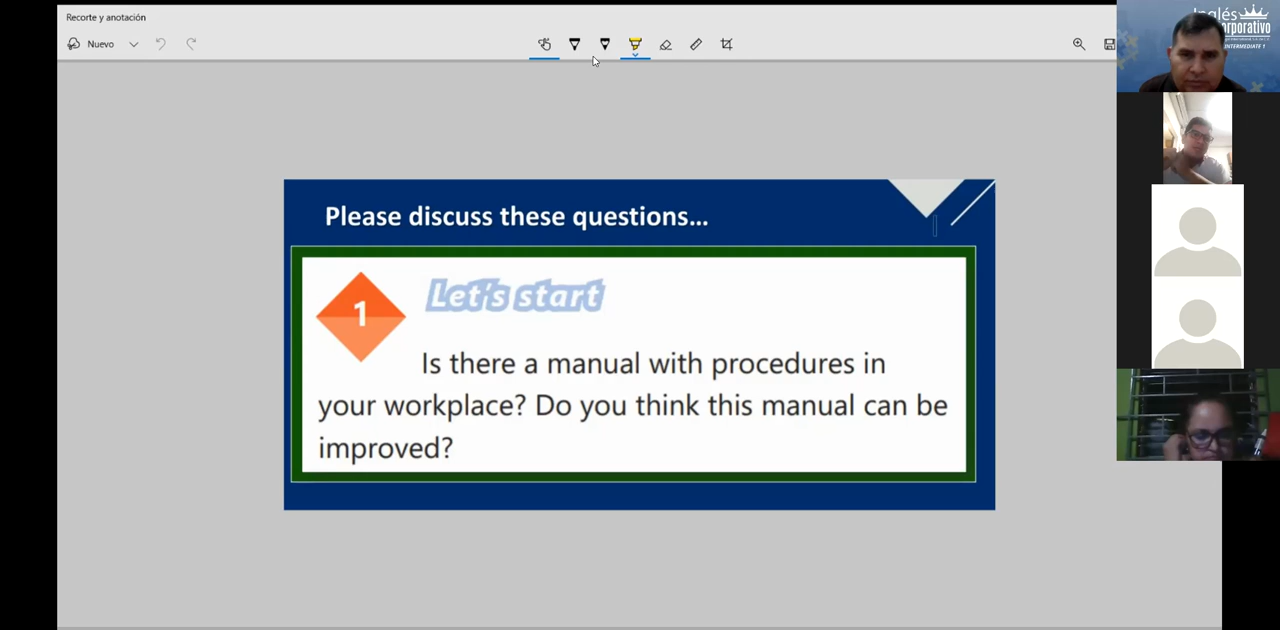 Recorte y anotación
Nuevo
Inglés
orporativo
INTERMEDIATE 1
Please discuss these questions...
1
Let's start
Is there a manual with procedures in
your workplace? Do you think this manual can be
improved?